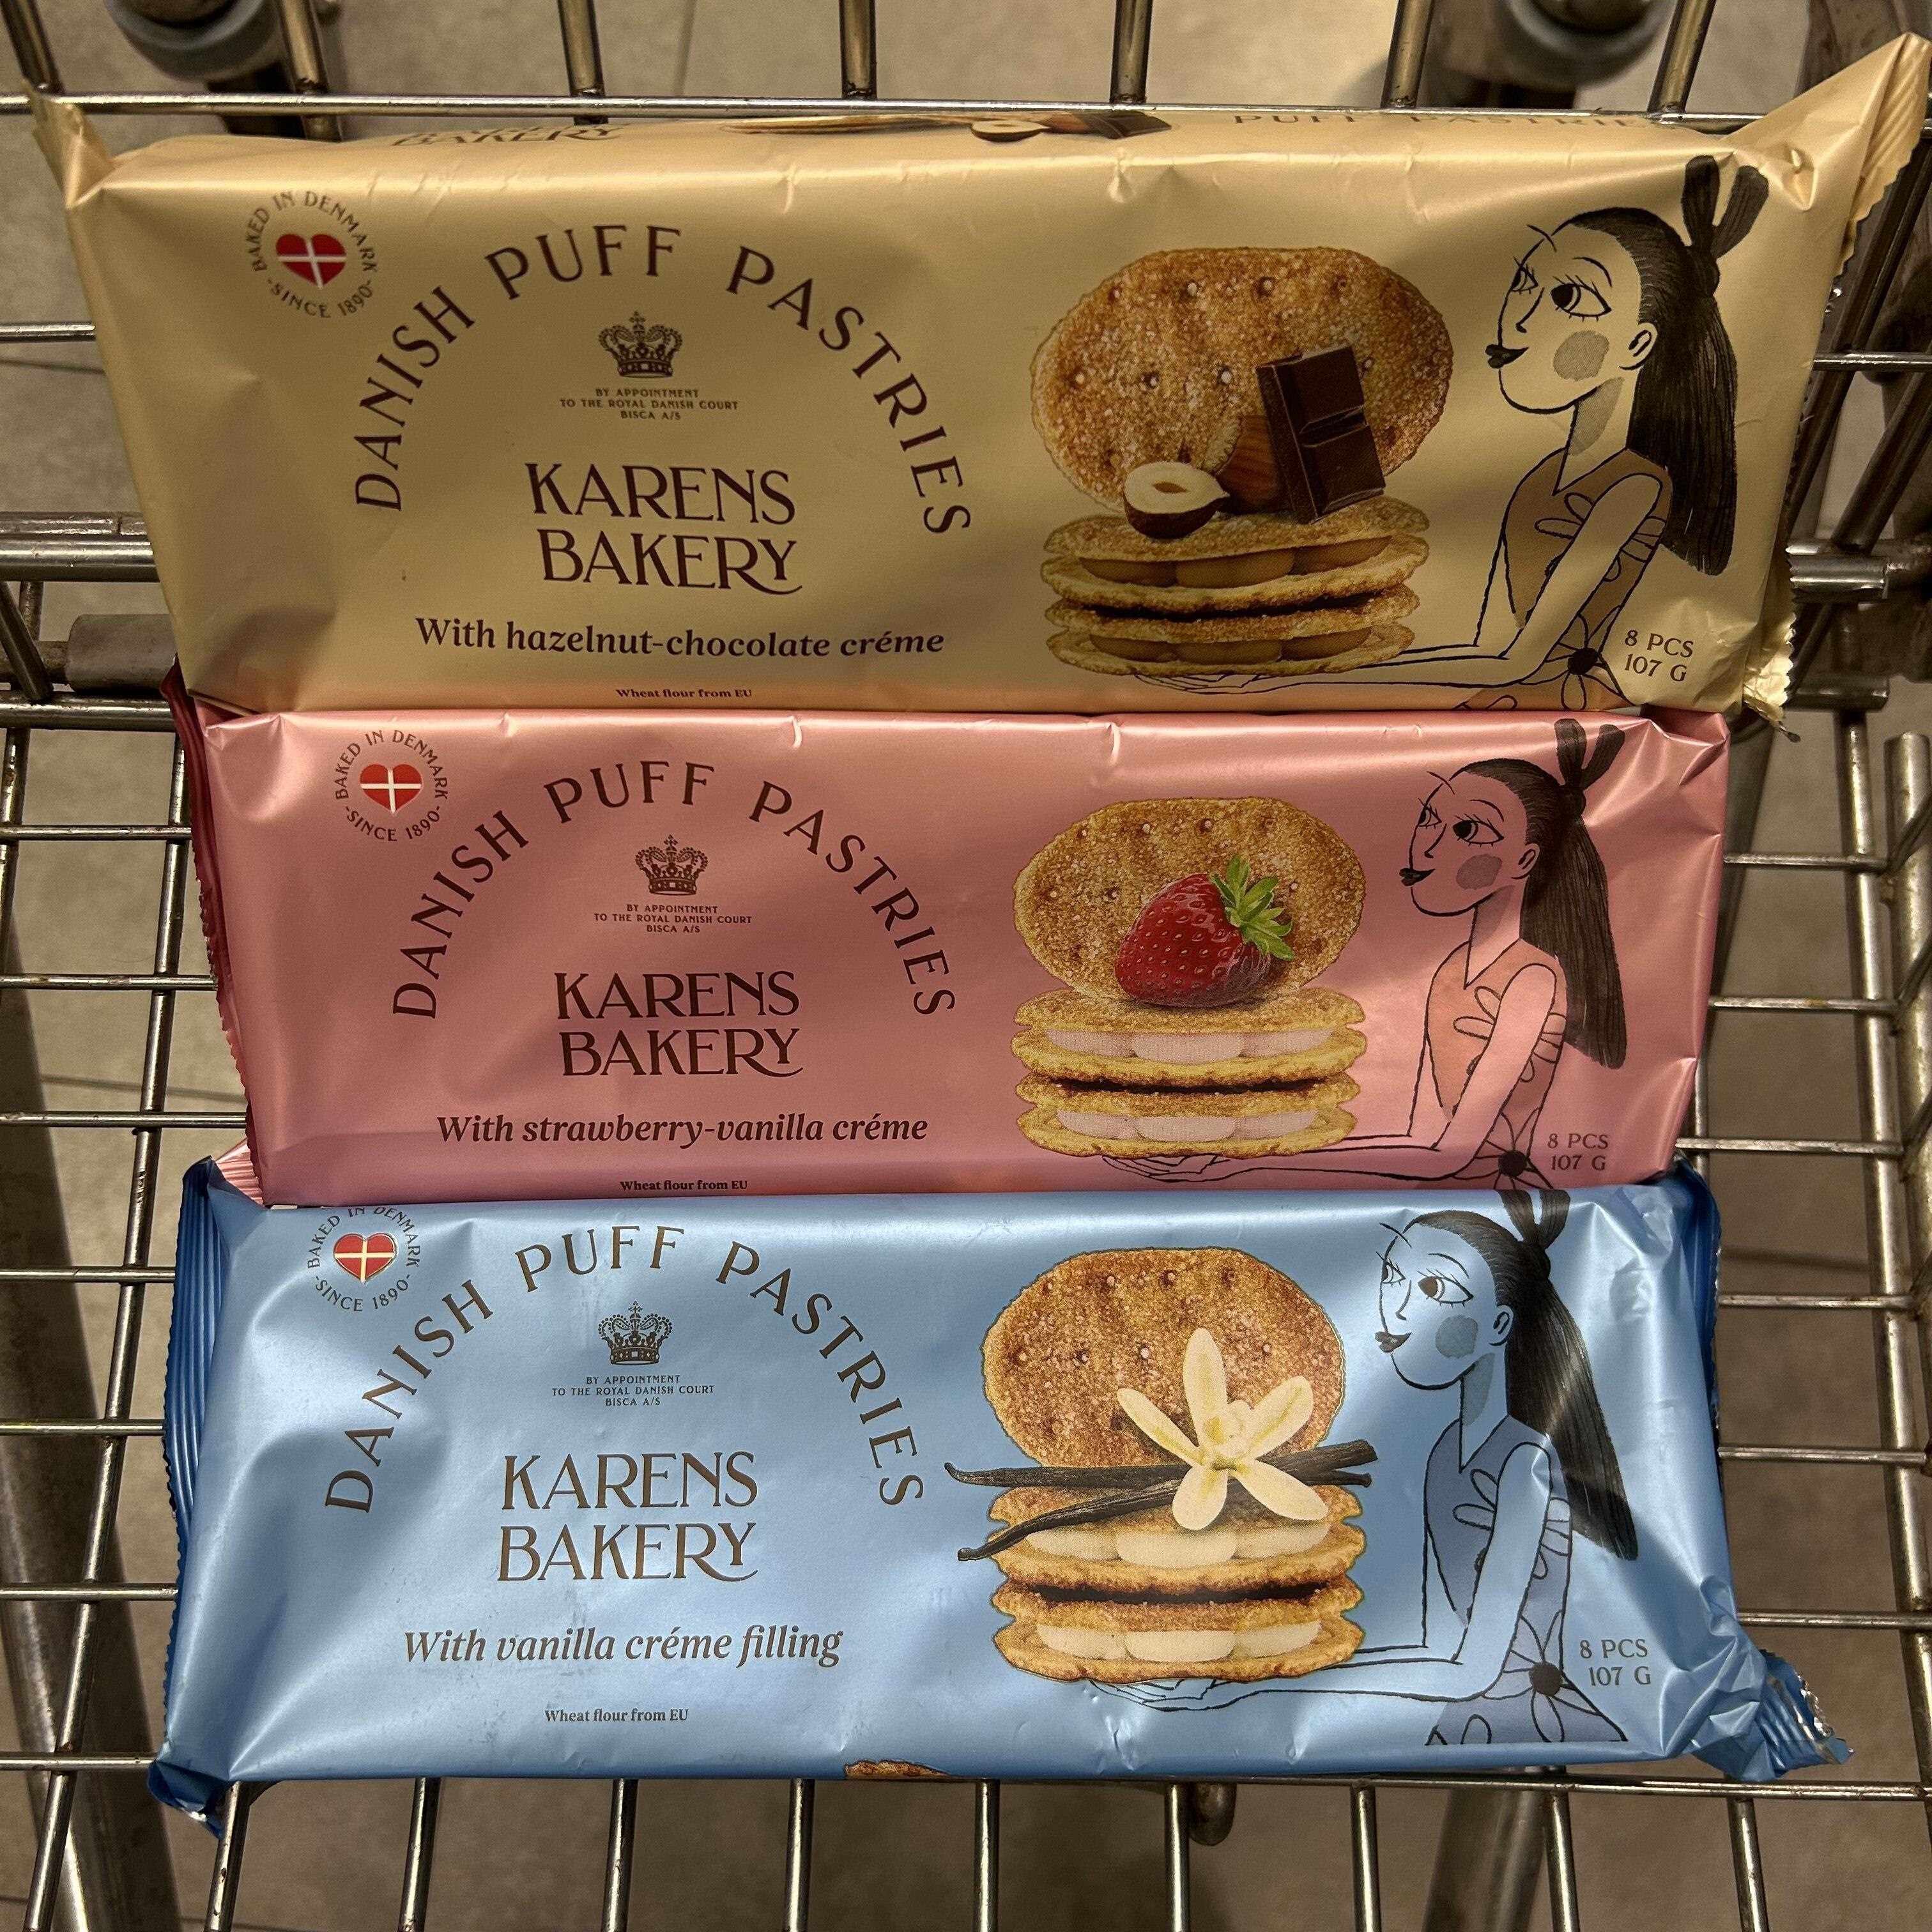 BAKERY
PUFF PASTRIES
BAKED IN DENMARK
-SINCE 1890-
DANISH PUFF PASTRIES
BY APPOINTMENT
TO THE ROYAL DANISH COURT
BISCA A/S
KARENS
BAKERY
With hazelnut-chocolate créme
8 PCS
107 G
Wheat flour from EU
BAKED IN DENMARK
-SINCE 1890-
DANISH PUFF PASTRIES
BY APPOINTMENT
TO THE ROYAL DANISH COURT
BISCA A/S
KARENS
BAKERY
With strawberry-vanilla créme
8 PCS
107 G
Wheat flour from EU
BAKED IN DENMARK
-SINCE 1890-
DANISH PUFF PASTRIES
BY APPOINTMENT
TO THE ROYAL DANISH COURT
BISCA A/S
KARENS
BAKERY
With vanilla créme filling
8 PCS
107 G
Wheat flour from EU